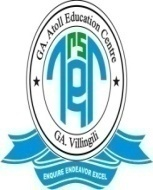 GA. Atoll Education Centre
GA. Villingili
ENQUIRE ENDEAVOR EXCEL